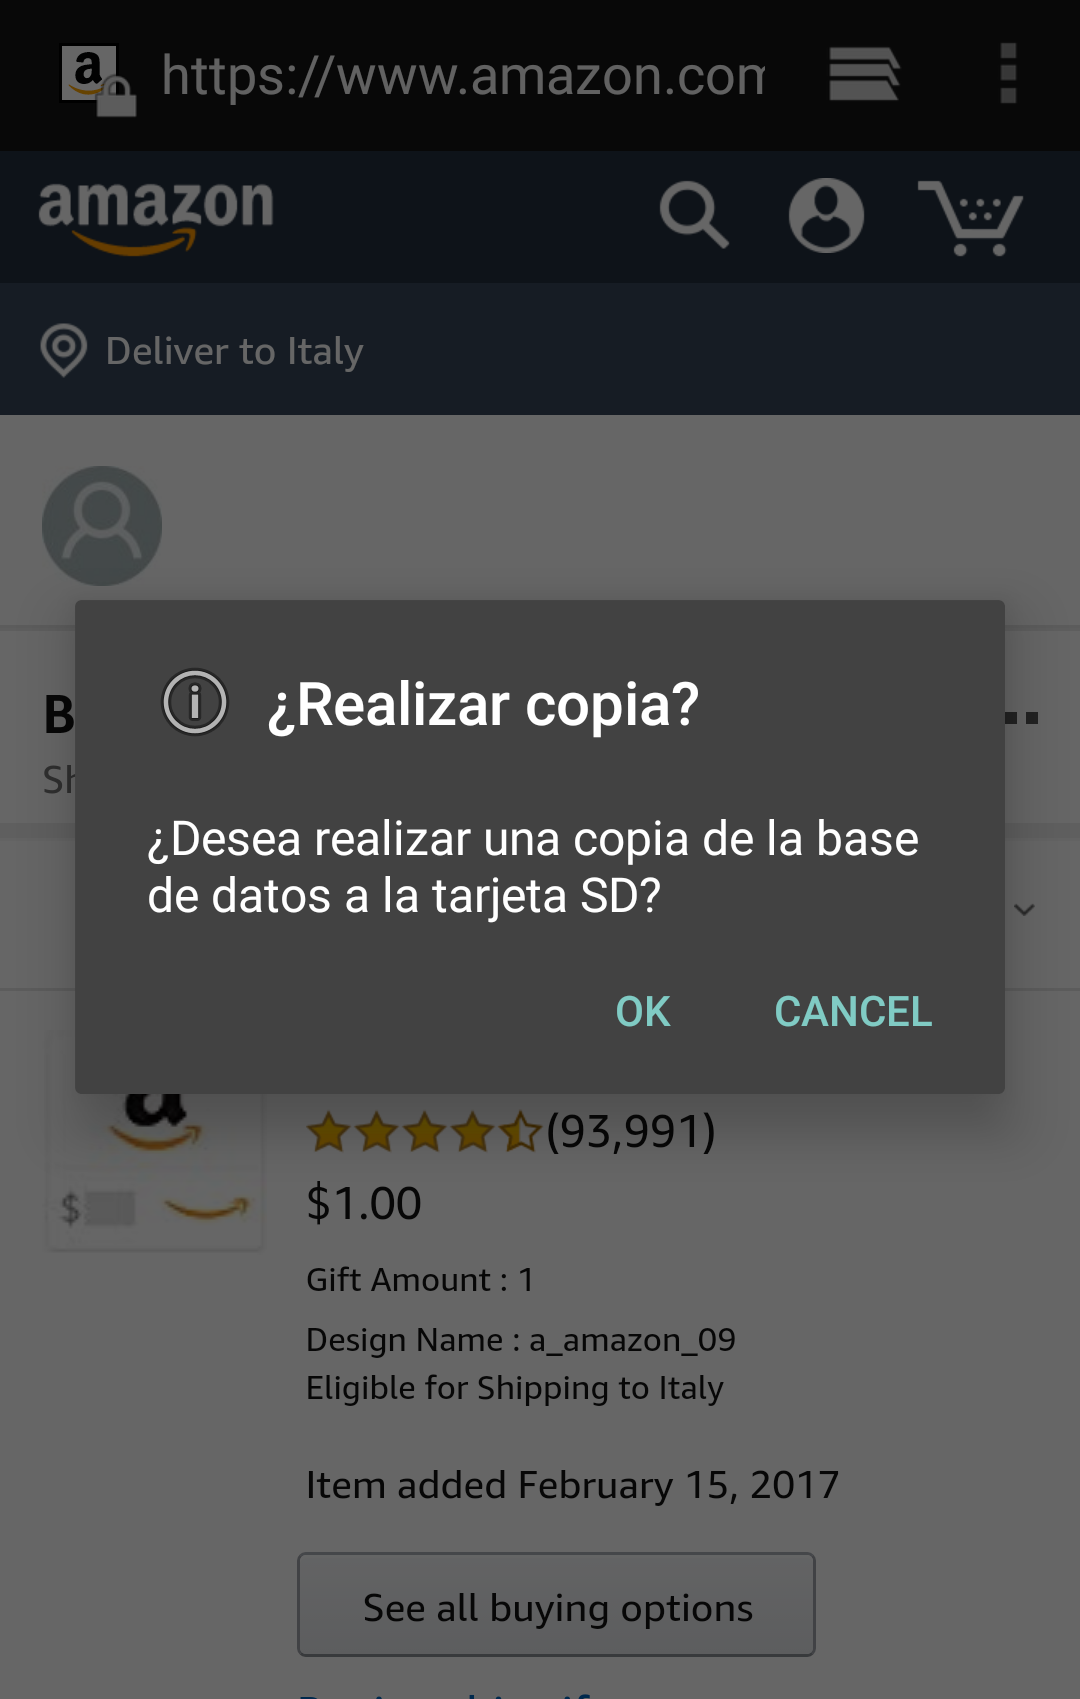 a
https://www.amazon.com
amazon
Deliver to Italy
B
Sh
¿Realizar copia?
¿Desea realizar una copia de la base
de datos a la tarjeta SD?
OK CANCEL
a
(93,991)
$
$1.00
Gift Amount : 1
Design Name : a_amazon_09
Eligible for Shipping to Italy
Item added February 15, 2017
See all buying options